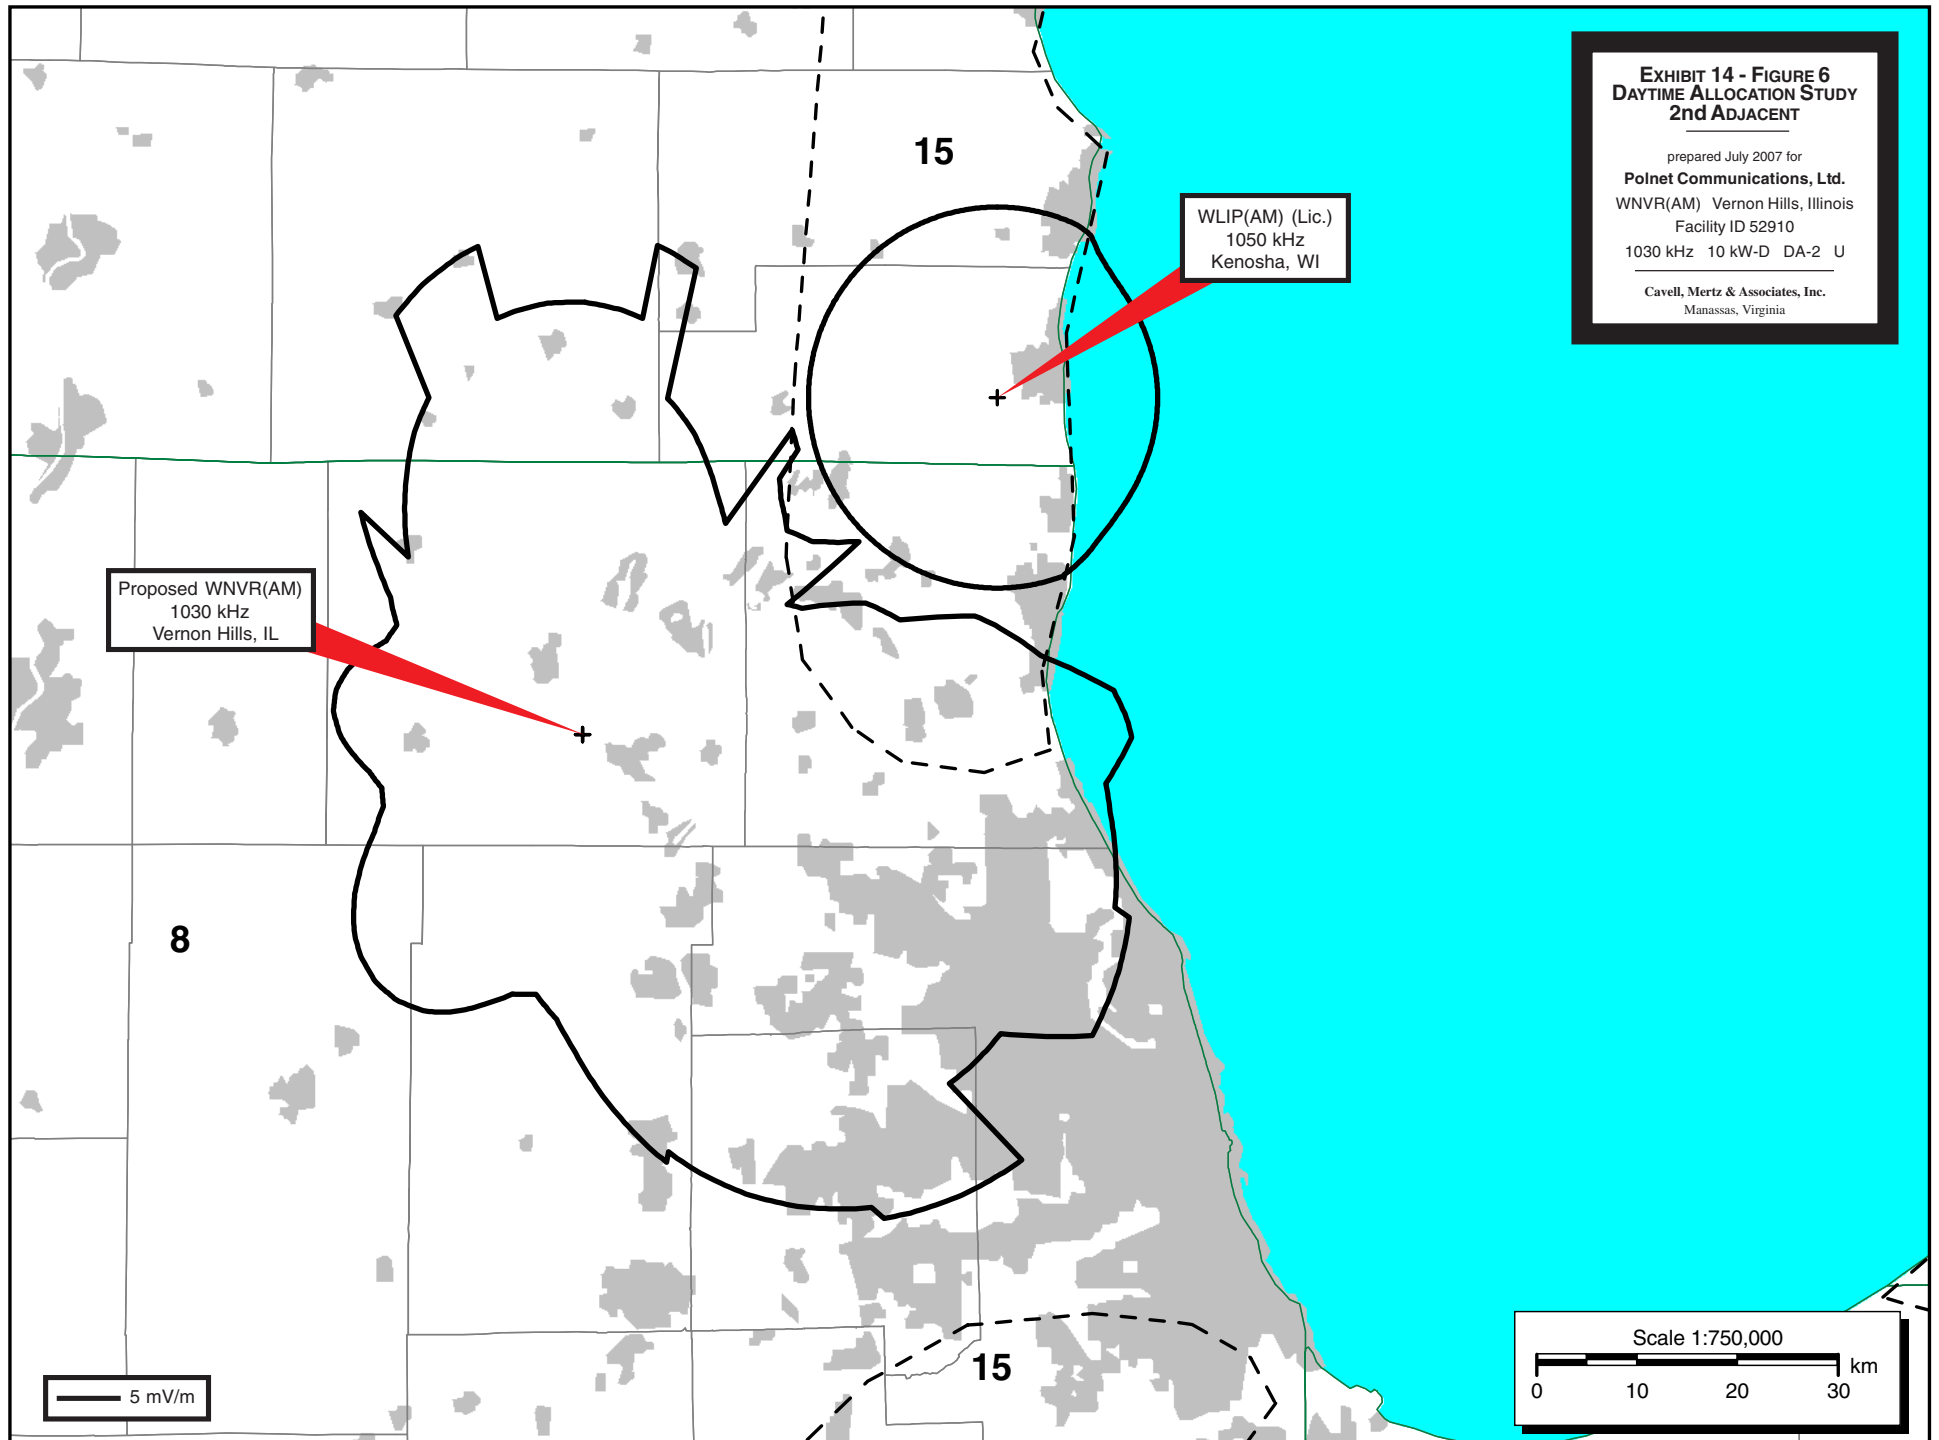 EXHIBIT 14 - FIGURE 6
DAYTIME ALLOCATION STUDY
2nd ADJACENT
prepared July 2007 for
Polnet Communications, Ltd.
WNVR(AM) Vernon Hills, Illinois
Facility ID 52910
1030 kHz 10 kW-D DA-2 U
Cavell, Mertz & Associates, Inc.
Manassas, Virginia
15
WLIP(AM) (Lic.)
1050 kHz
Kenosha, WI
Proposed WNVR(AM)
1030 kHz
Vernon Hills, IL
8
15
5 mV/m
Scale 1:750,000
km
0 10 20 30